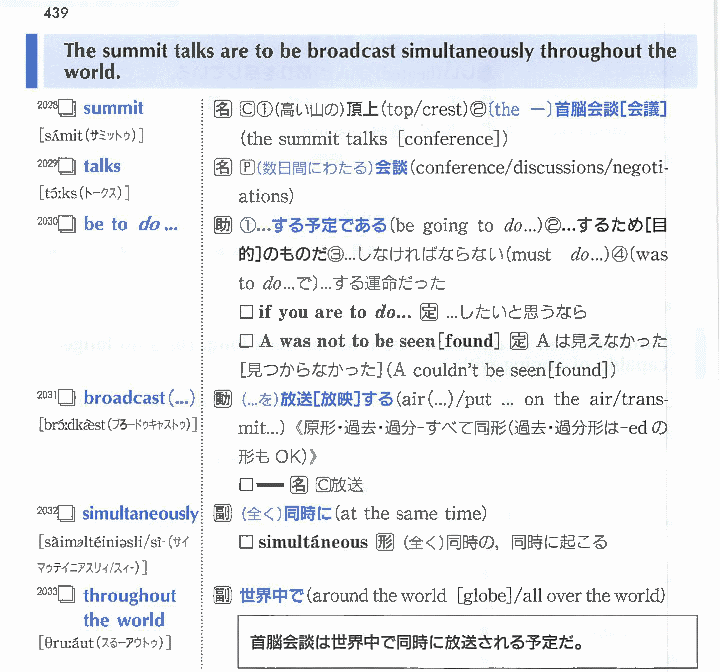 439
The summit talks are to be broadcast simultaneously throughout the
world.
2028□ summit 名 Ⓒ①(高い山の)頂上(top/crest)②(the ―)首脳会談[会議]
[sʌ́mit(サミットゥ)] (the summit talks [conference])
2029□ talks 名 Ⓟ(数日間にわたる)会談(conference/discussions/negoti-
[tɔ́ːks(トークス)] ations)
2030□ be to do... 助 ①...する予定である(be going to do...)②...するため[目
的]のものだ③...しなければならない(must do...)④(was
to do...で)...する運命だった
□ if you are to do... 定 ...したいと思うなら
□ A was not to be seen[found] 定 A は見えなかった
[見つからなかった](A couldn't be seen[found])
2031□ broadcast(...) 動 (...を)放送[放映]する(air(...)/put ... on the air/trans-
[brɔ́ːdkæ̀st(ブロードゥキャストゥ)] mit...)《原形・過去・過分-すべて同形(過去・過分形は-ed の
形も OK)》
□━ 名 Ⓒ放送
2032□ simultaneously 副 (全く)同時に(at the same time)
[sàimәltéiniәsli/sì-(サイ □ simultáneous 形 (全く)同時の, 同時に起こる
マゥテイニアスリィ/スィ-)]
2033□ throughout 副 世界中で(around the world [globe]/all over the world)
the world
[θruːáut(スルーアウトゥ)] 首脳会談は世界中で同時に放送される予定だ。